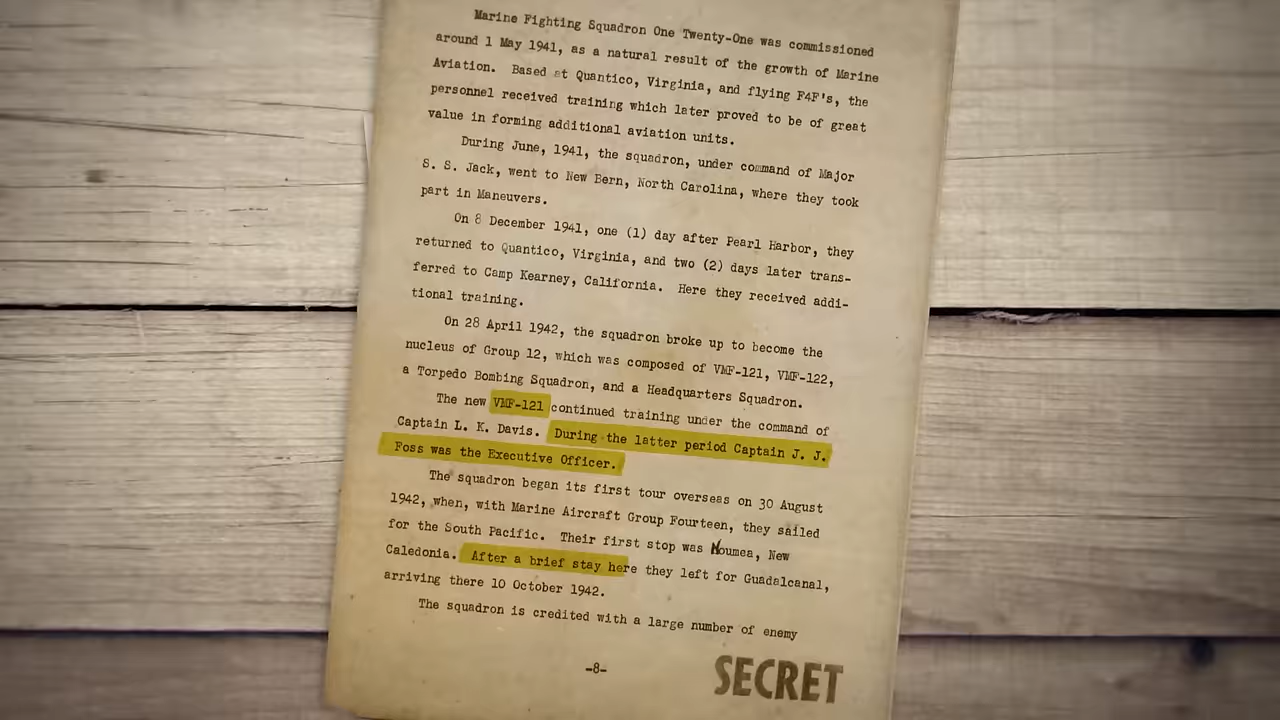 Marine Fighting Squadron One Twenty-One was commissioned
around 1 May 1941, as a natural result of the growth of Marine
Aviation. Based at Quantico, Virginia, and flying F4F's, the
personnel received training which later proved to be of great
value in forming additional aviation units.
During June, 1941, the squadron, under command of Major
S. S. Jack, went to New Bern, North Carolina, where they took
part in Maneuvers.
On 8 December 1941, one (1) day after Pearl Harbor, they
returned to Quantico, Virginia, and two (2) days later trans-
ferred to Camp Kearney, California. Here they received addi-
tional training.
On 28 April 1942, the squadron broke up to become the
nucleus of Group 12, which was composed of VMF-121, VMF-122,
a Torpedo Bombing Squadron, and a Headquarters Squadron.
The new VMF-121 continued training under the command of
Captain L. K. Davis. During the latter period Captain J. J.
Foss was the Executive Officer.
The squadron began its first tour overseas on 30 August
1942, when, with Marine Aircraft Group Fourteen, they sailed
for the South Pacific. Their first stop was Noumea, New
Caledonia. After a brief stay here they left for Guadalcanal,
arriving there 10 October 1942.
The squadron is credited with a large number of enemy
-8-
SECRET